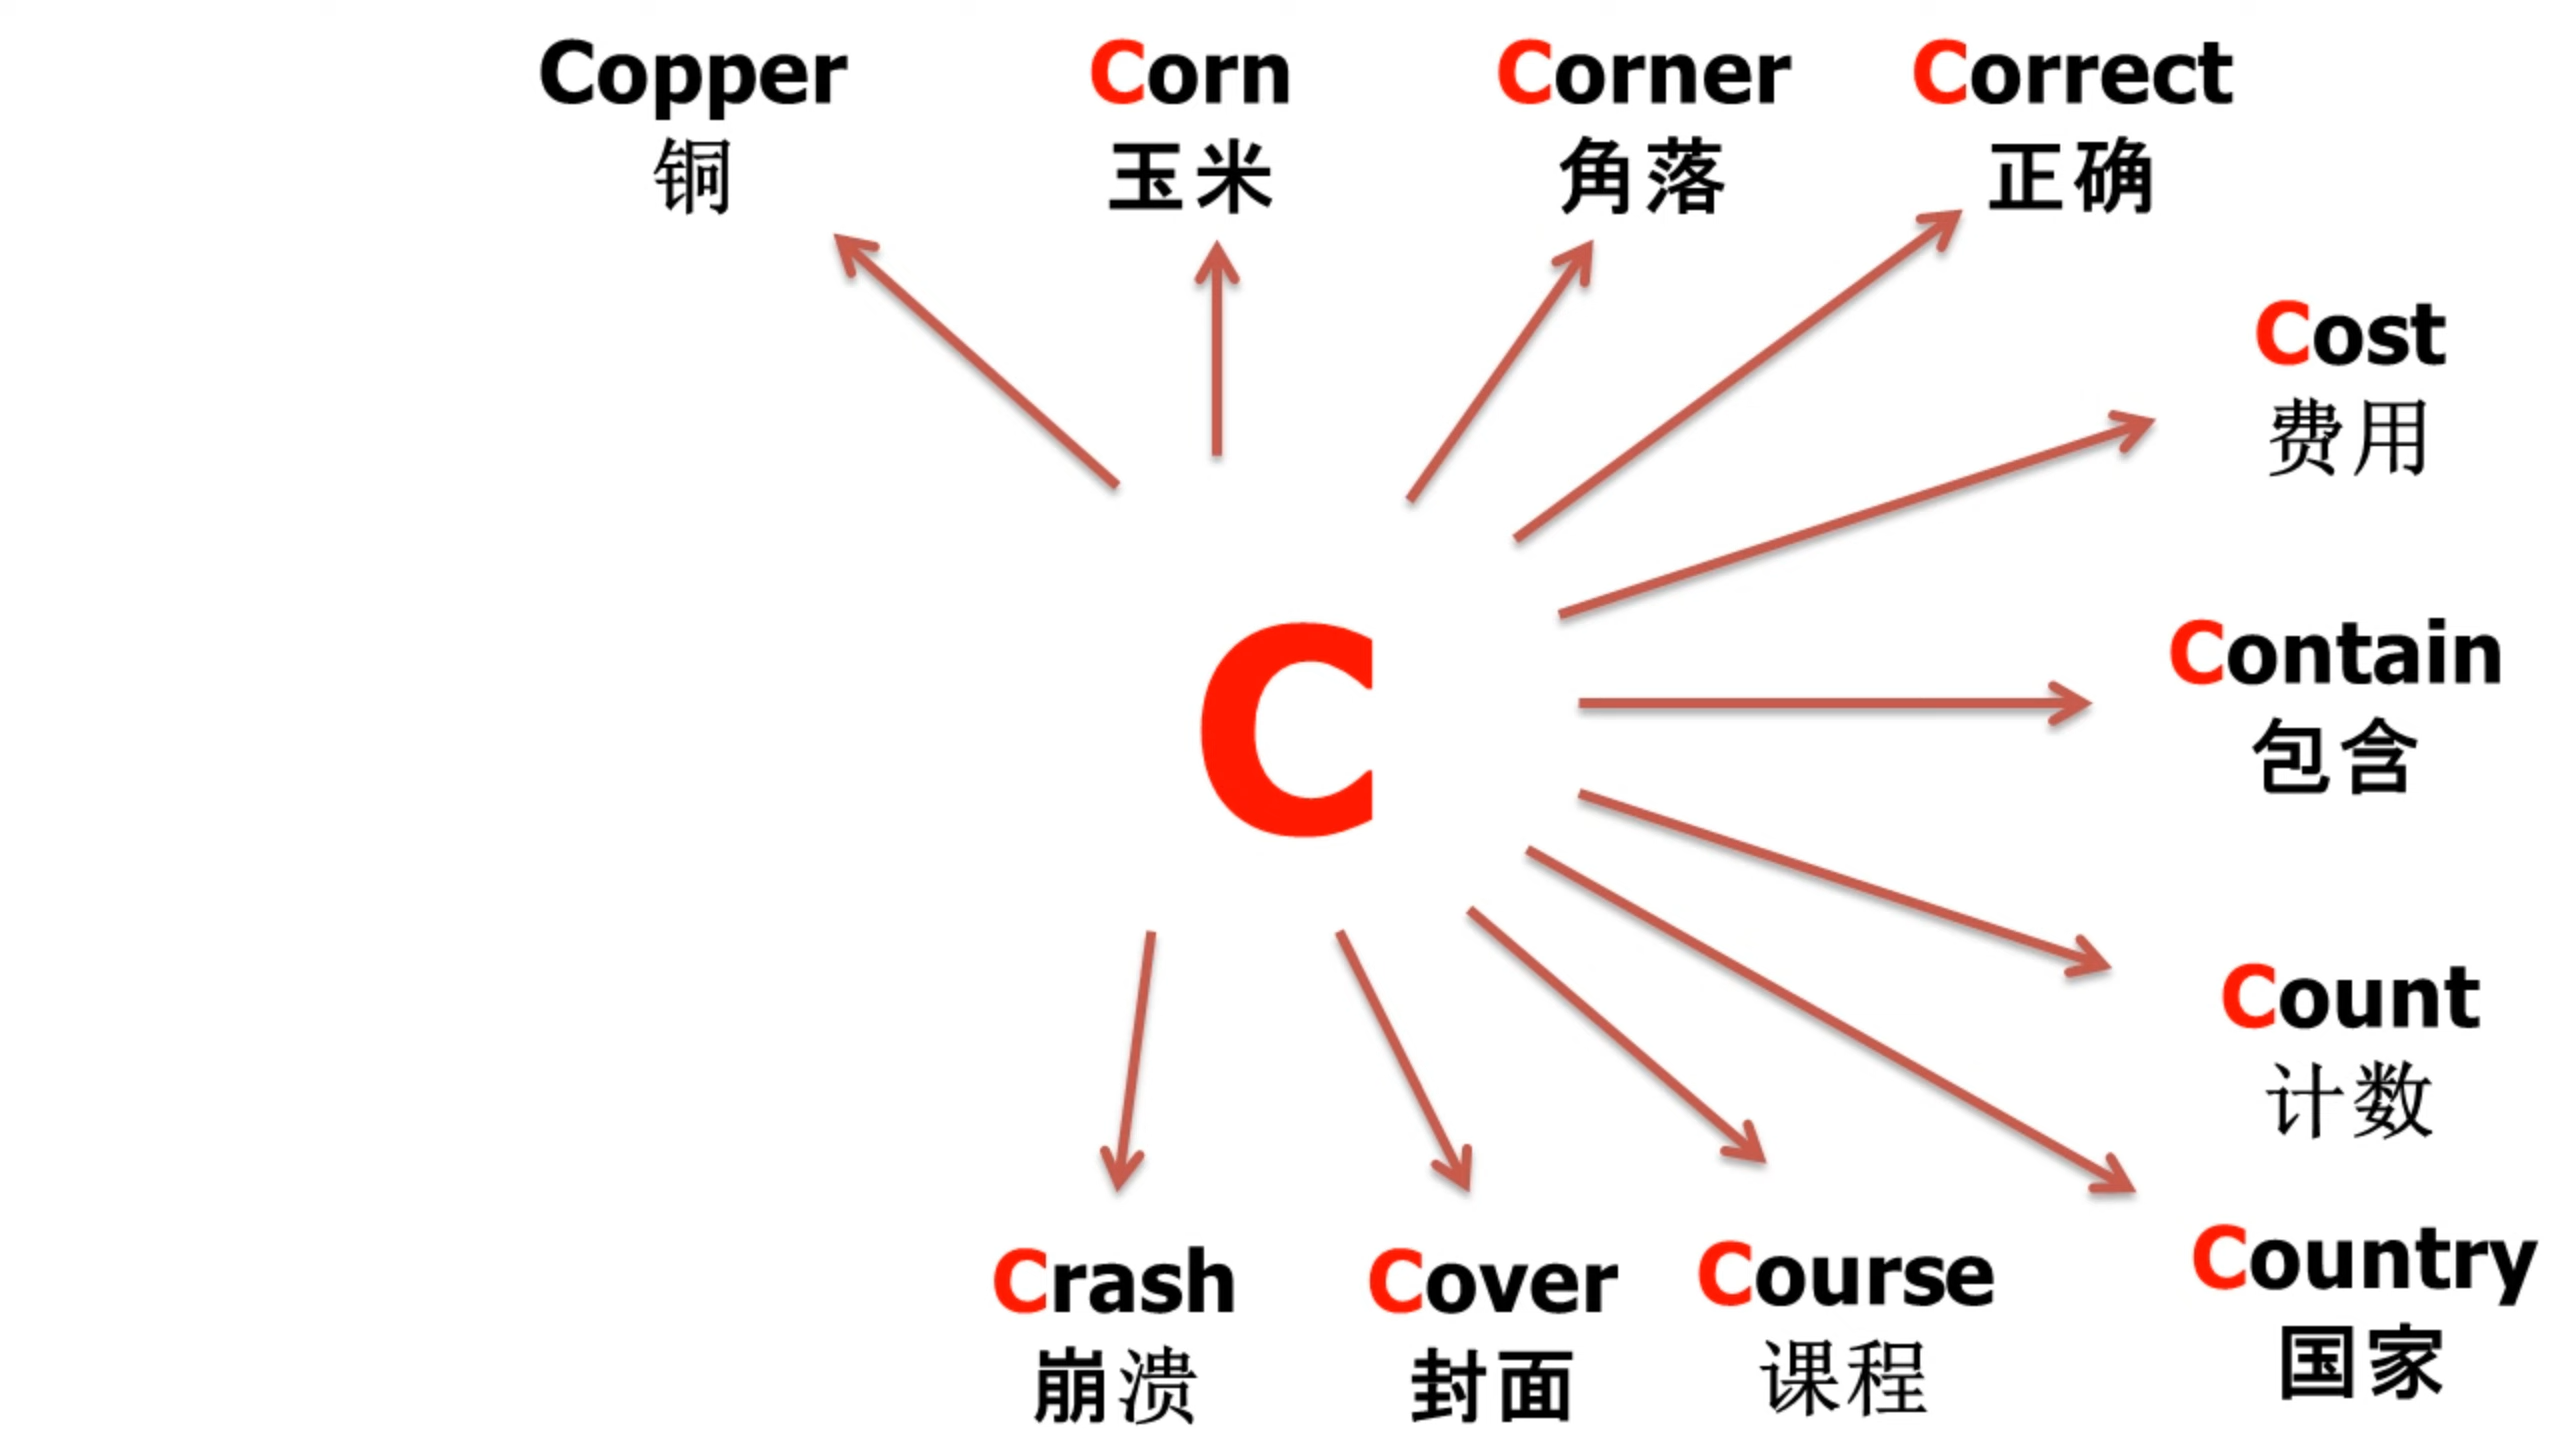 Copper
铜
Corn
玉米
Corner
角落
Correct
正确
Cost
费用
C
Contain
包含
Count
计数
Country
国家
Course
课程
Cover
封面
Crash
崩溃